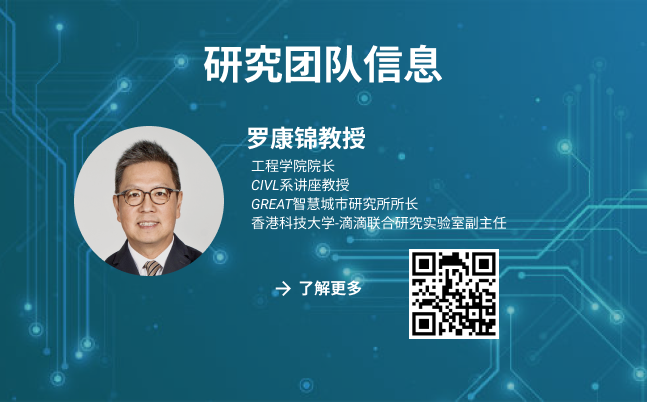 研究团队信息
罗康锦教授
工程学院院长
CIVL系讲座教授
GREAT智慧城市研究所所长
香港科技大学-滴滴联合研究实验室副主任
→ 了解更多